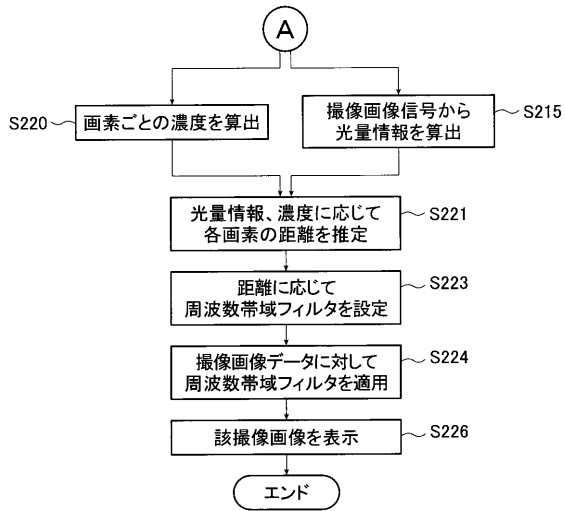 A
S220
画素ごとの濃度を算出
撮像画像信号から
光量情報を算出
S215
光量情報、濃度に応じて
各画素の距離を推定
S221
距離に応じて
周波数帯域フィルタを設定
S223
撮像画像データに対して
周波数帯域フィルタを適用
S224
該撮像画像を表示
S226
エンド